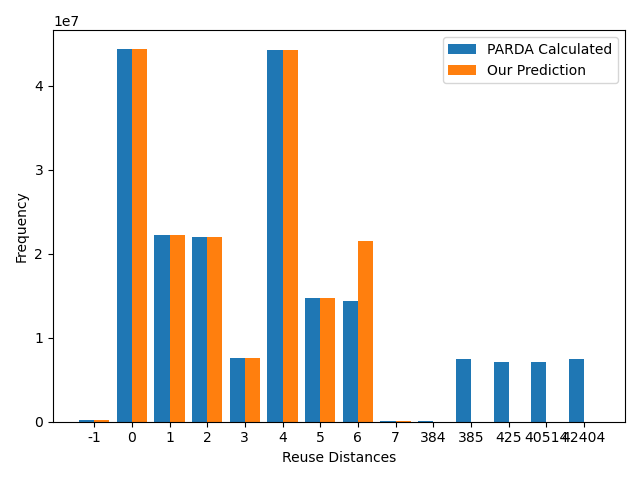 1e7
PARDA Calculated
Our Prediction
4
3
2
1
0
Frequency
-1 0 1 2 3 4 5 6 7 384 385 425 40514 42404
Reuse Distances